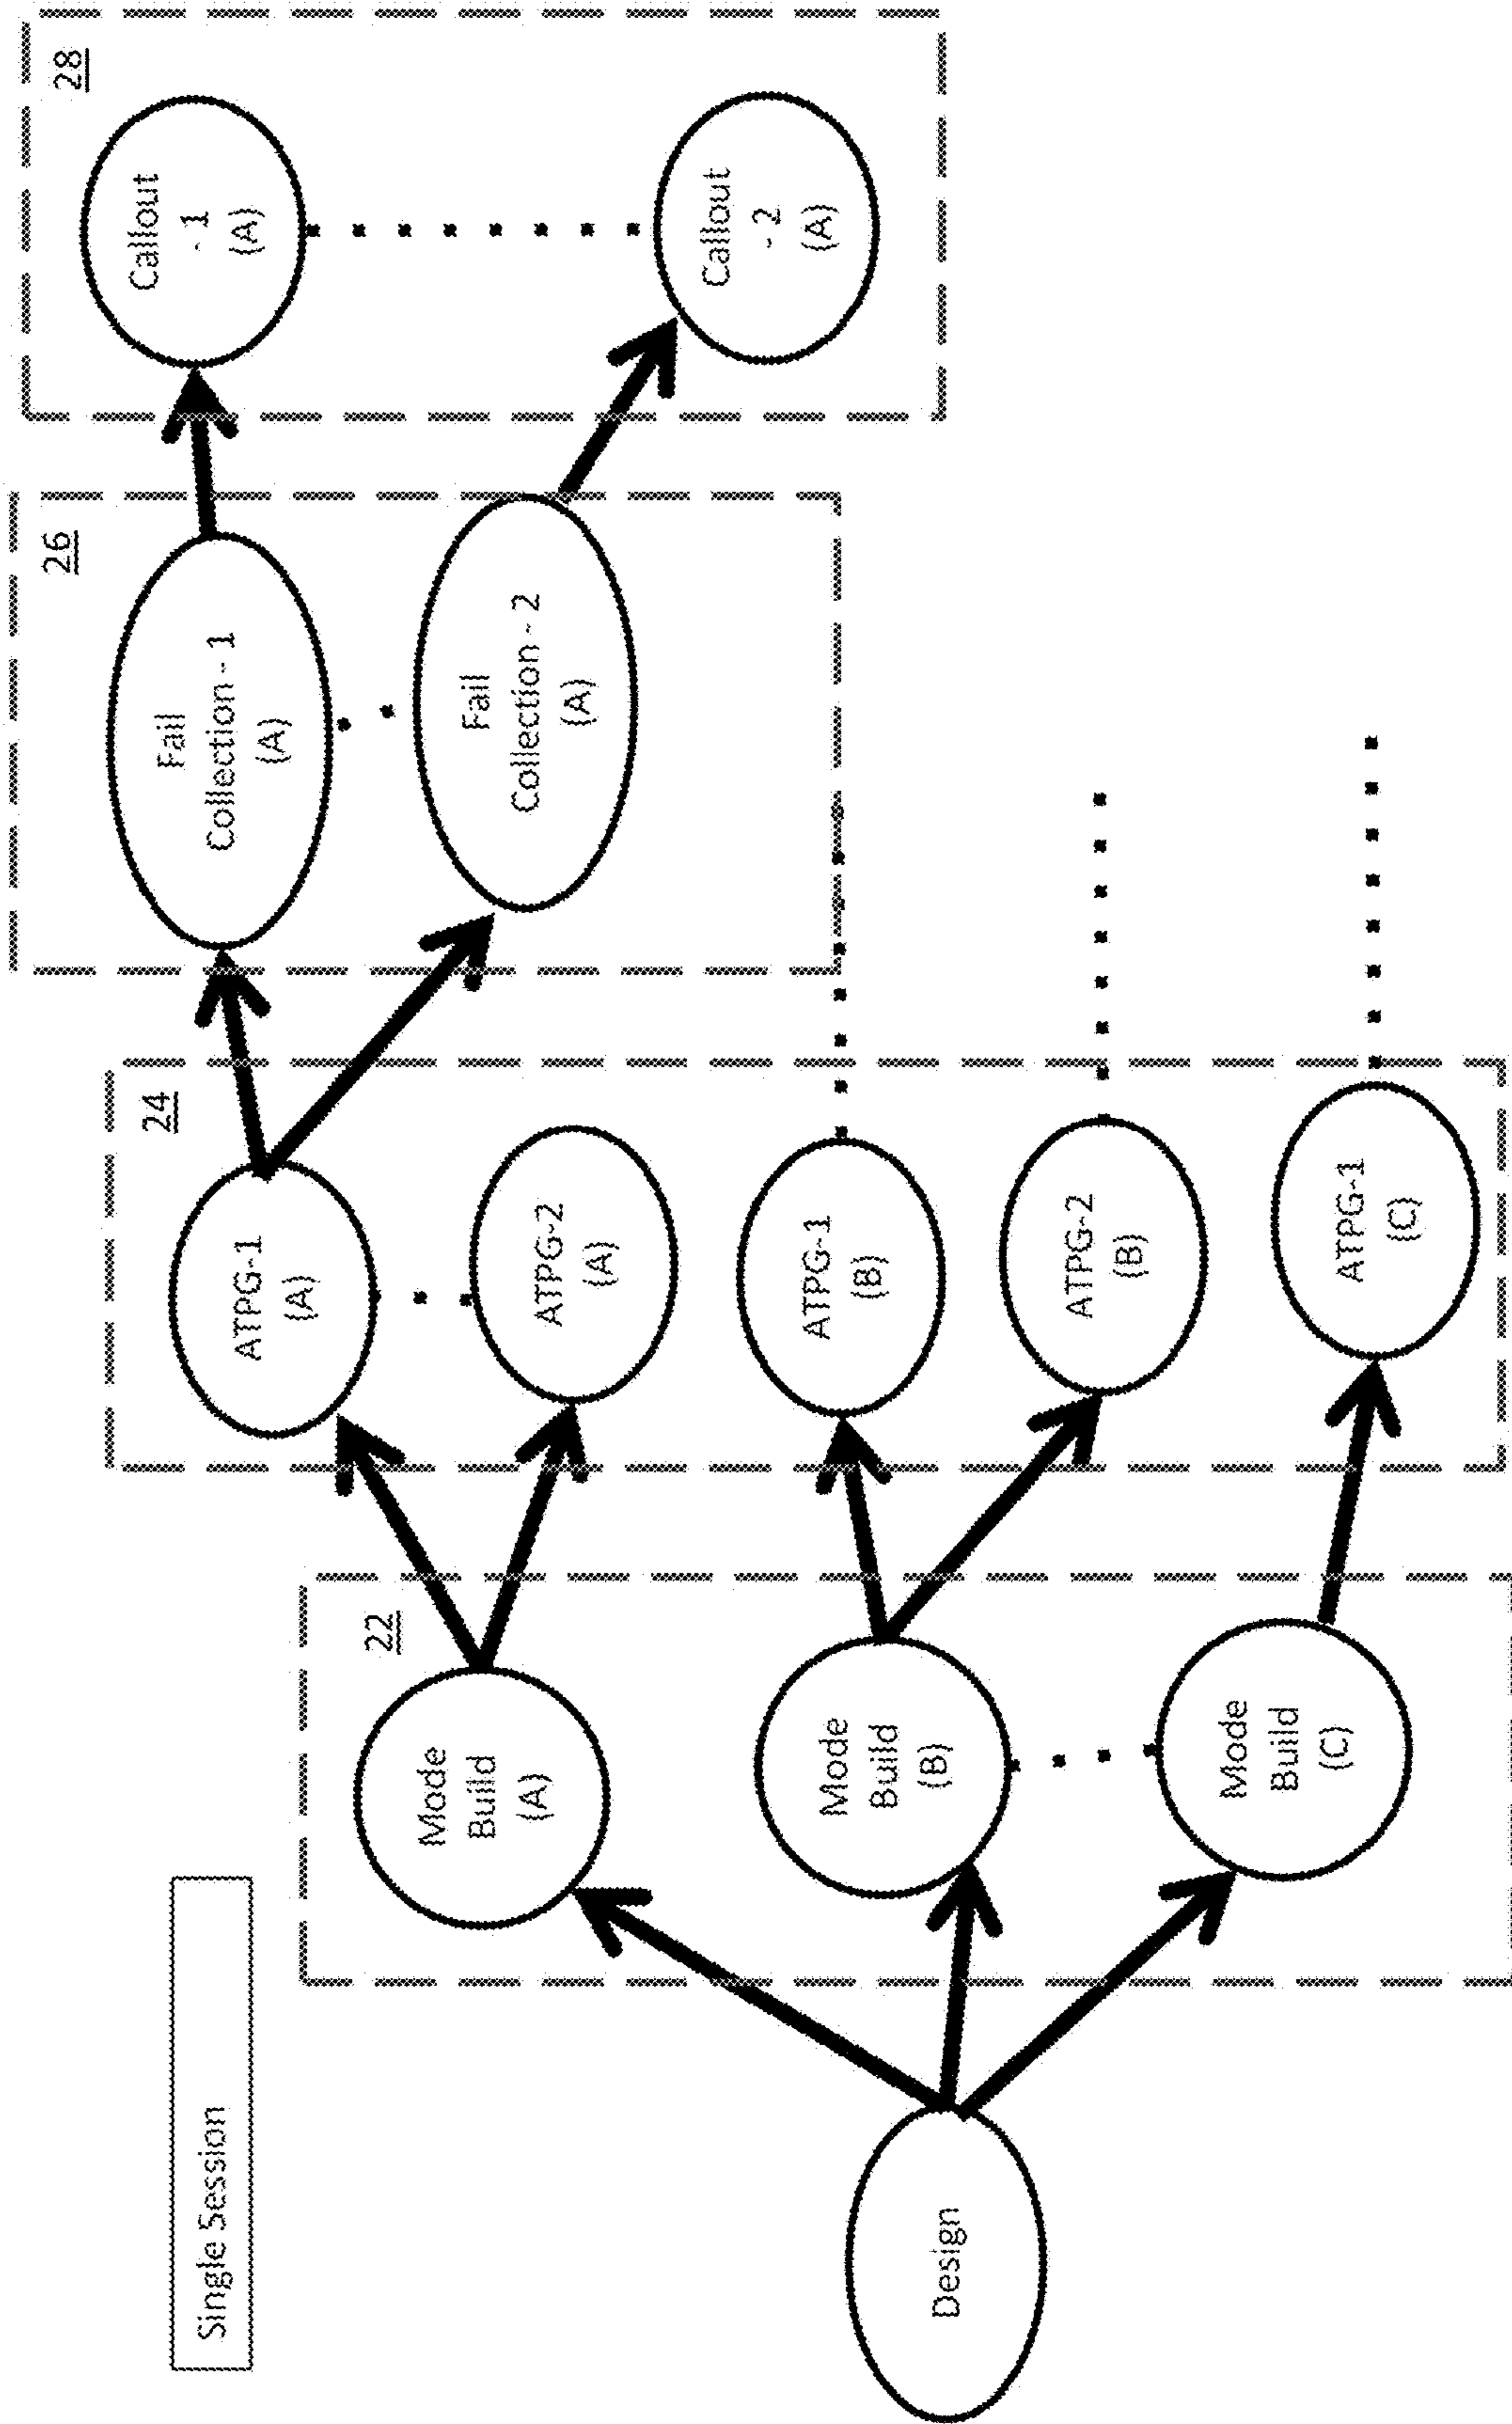 Single Session
Design
22
Mode
Build
(A)
Mode
Build
(B)
Mode
Build
(C)
24
ATPG-1
(A)
ATPG-2
(A)
ATPG-1
(B)
ATPG-2
(B)
ATPG-1
(C)
26
Fail
Collection - 1
(A)
Fail
Collection - 2
(A)
28
Callout
- 1
(A)
Callout
- 2
(A)